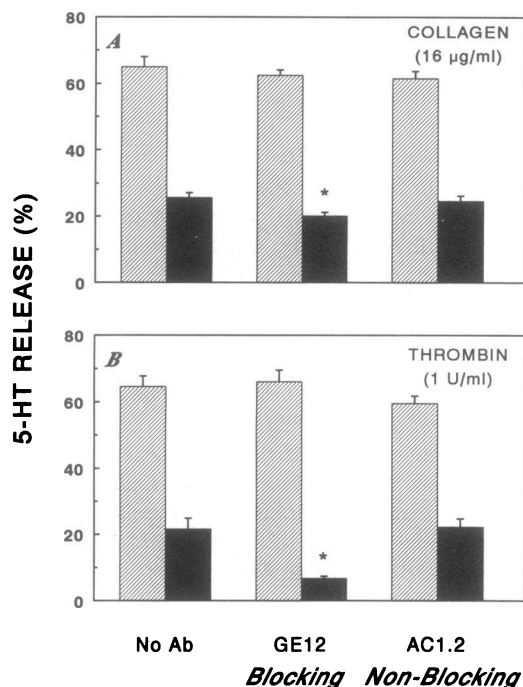 5-HT RELEASE (%)
A
COLLAGEN
(16 µg/ml)
80
60
40
20
0
*
B
THROMBIN
(1 U/ml)
80
60
40
20
0
*
No Ab GE12 AC1.2
Blocking Non-Blocking